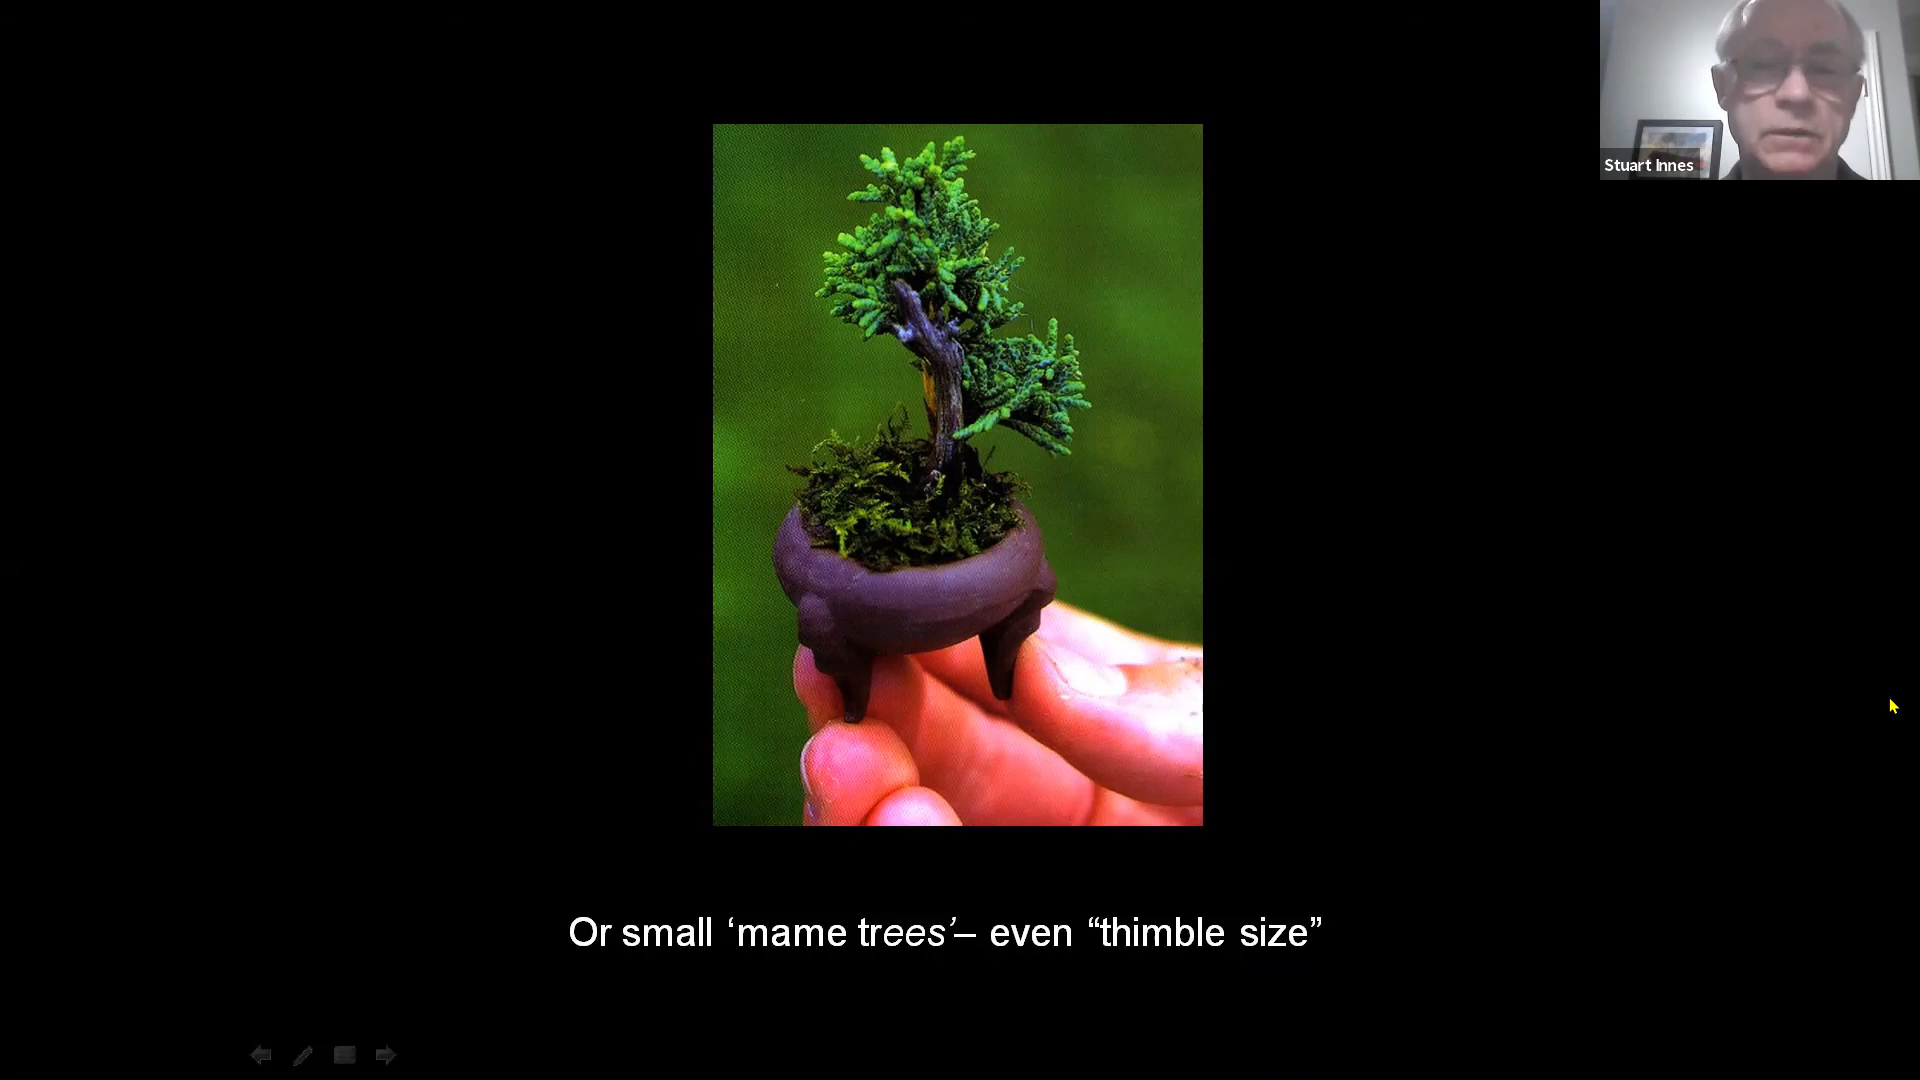 Stuart Innes
Or small ‘mame trees’– even “thimble size”